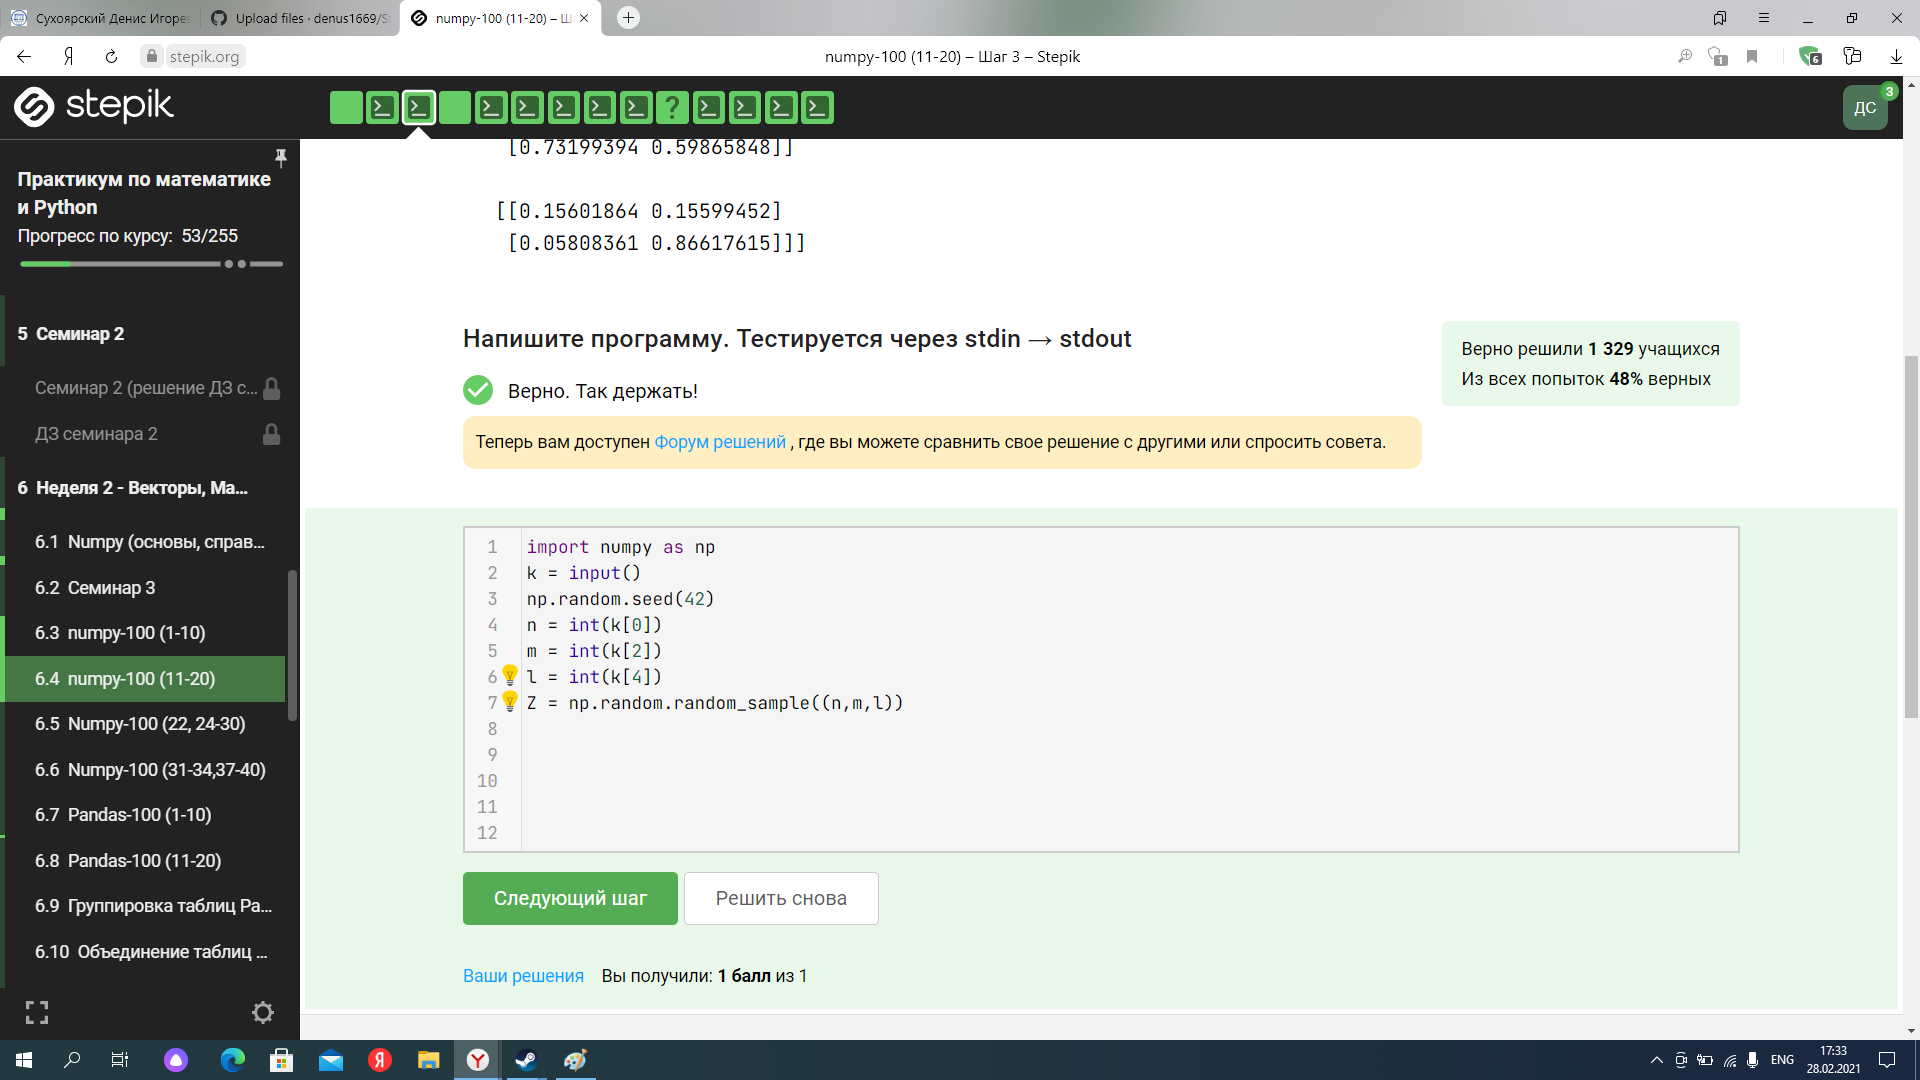 Сухоярский Денис Игорев
Upload files · denus1669/S
numpy-100 (11-20) – Ш
Я
stepik.org
numpy-100 (11-20) – Шаг 3 – Stepik
1
6
stepik
?
ДС
3
Практикум по математике
и Python
Прогресс по курсу: 53/255
5 Семинар 2
Семинар 2 (решение ДЗ с...
ДЗ семинара 2
6 Неделя 2 - Векторы, Ма...
6.1 Numpy (основы, справ...
6.2 Семинар 3
6.3 numpy-100 (1-10)
6.4 numpy-100 (11-20)
6.5 Numpy-100 (22, 24-30)
6.6 Numpy-100 (31-34,37-40)
6.7 Pandas-100 (1-10)
6.8 Pandas-100 (11-20)
6.9 Группировка таблиц Pa...
6.10 Объединение таблиц ...
[0.73199394 0.59865848]]
[[0.15601864 0.15599452]
[0.05808361 0.86617615]]]
Напишите программу. Тестируется через stdin → stdout
Верно. Так держать!
Теперь вам доступен Форум решений , где вы можете сравнить свое решение с другими или спросить совета.
Верно решили 1 329 учащихся
Из всех попыток 48% верных
1 import numpy as np
2 k = input()
3 np.random.seed(42)
4 n = int(k[0])
5 m = int(k[2])
6 l = int(k[4])
7 Z = np.random.random_sample((n,m,l))
8
9
10
11
12
Следующий шаг
Решить снова
Ваши решения Вы получили: 1 балл из 1
Я
Y
ENG
17:33
28.02.2021